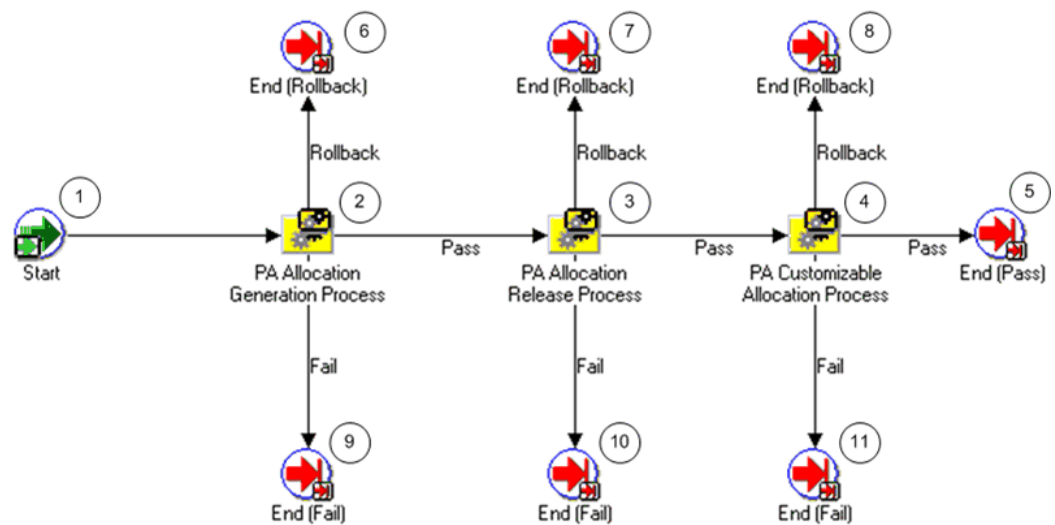 6
7
8
End (Rollback)
End (Rollback)
End (Rollback)
Rollback
Rollback
Rollback
1
2
3
4
5
Start
Pass
Pass
Pass
PA Allocation
Generation Process
PA Allocation
Release Process
PA Customizable
Allocation Process
End (Pass)
Fail
Fail
Fail
9
10
11
End (Fail)
End (Fail)
End (Fail)